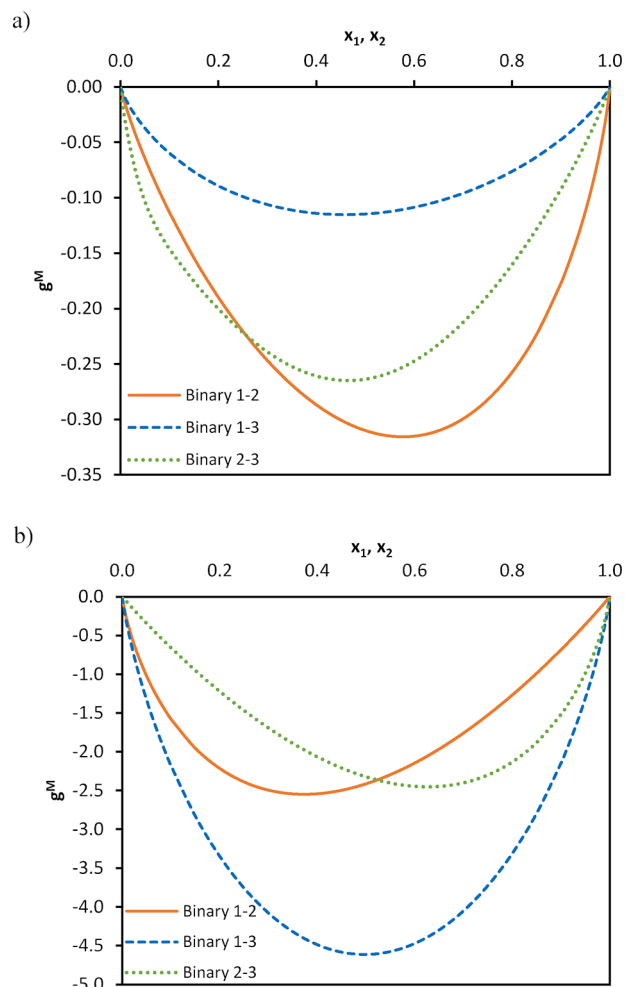 a)
x₁, x₂
0.0 0.2 0.4 0.6 0.8 1.0
0.00
-0.05
-0.10
-0.15
-0.20
-0.25
-0.30
-0.35
gᴹ
Binary 1-2
Binary 1-3
Binary 2-3
b)
x₁, x₂
0.0 0.2 0.4 0.6 0.8 1.0
0.0
-0.5
-1.0
-1.5
-2.0
-2.5
-3.0
-3.5
-4.0
-4.5
-5.0
gᴹ
Binary 1-2
Binary 1-3
Binary 2-3